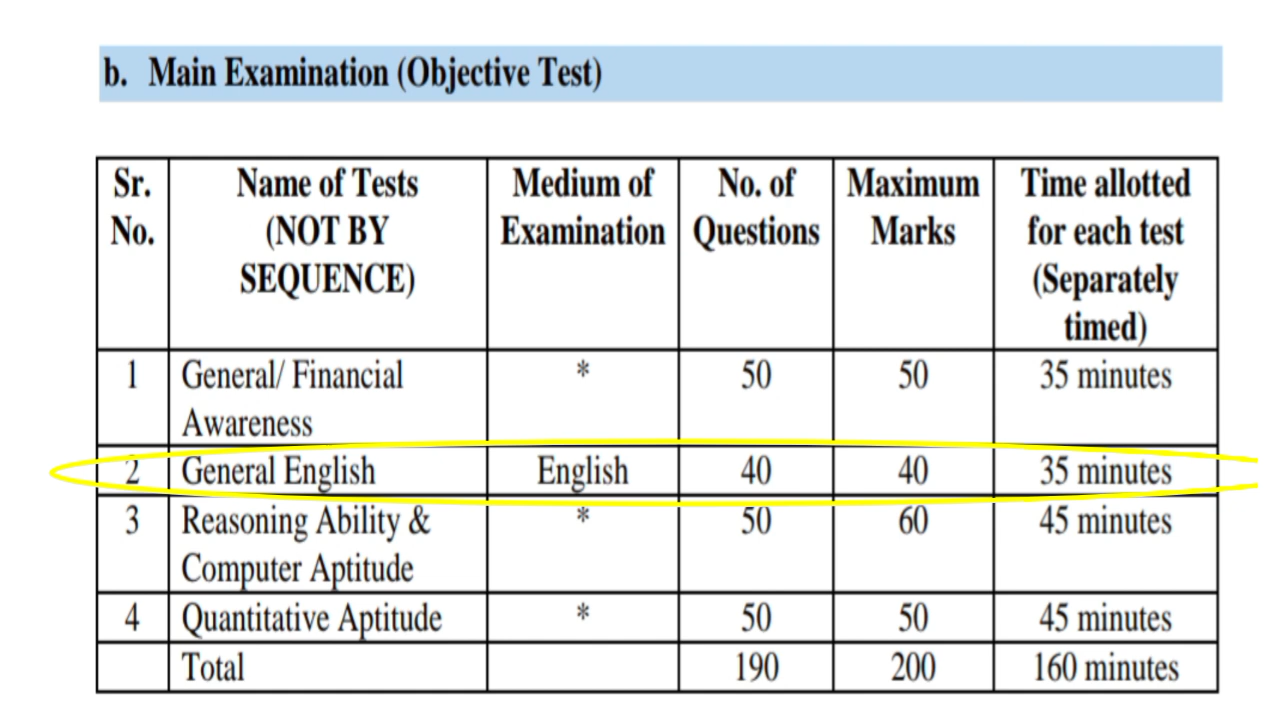 b. Main Examination (Objective Test)
Sr. No. Name of Tests (NOT BY SEQUENCE) Medium of Examination No. of Questions Maximum Marks Time allotted for each test (Separately timed)
1 General/ Financial Awareness * 50 50 35 minutes
2 General English English 40 40 35 minutes
3 Reasoning Ability & Computer Aptitude * 50 60 45 minutes
4 Quantitative Aptitude * 50 50 45 minutes
Total 190 200 160 minutes